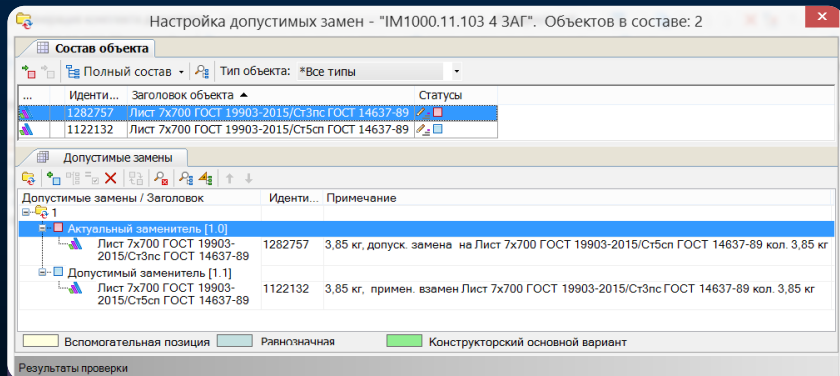 Настройка допустимых замен - "IM1000.11.103 4 ЗАГ". Объектов в составе: 2
Состав объекта
Полный состав Тип объекта: *Все типы
... Иденти... Заголовок объекта Статусы
1282757 Лист 7х700 ГОСТ 19903-2015/Ст3пс ГОСТ 14637-89
1122132 Лист 7х700 ГОСТ 19903-2015/Ст5сп ГОСТ 14637-89
Допустимые замены
Допустимые замены / Заголовок Иденти... Примечание
1
Актуальный заменитель [1.0]
Лист 7х700 ГОСТ 19903- 1282757 3,85 кг, допуск. замена на Лист 7х700 ГОСТ 19903-2015/Ст5сп ГОСТ 14637-89 кол. 3,85 кг
2015/Ст3пс ГОСТ 14637-89
Допустимый заменитель [1.1]
Лист 7х700 ГОСТ 19903- 1122132 3,85 кг, примен. взамен Лист 7х700 ГОСТ 19903-2015/Ст3пс ГОСТ 14637-89 кол. 3,85 кг
2015/Ст5сп ГОСТ 14637-89
Вспомогательная позиция Равнозначная Конструкторский основной вариант
Результаты проверки